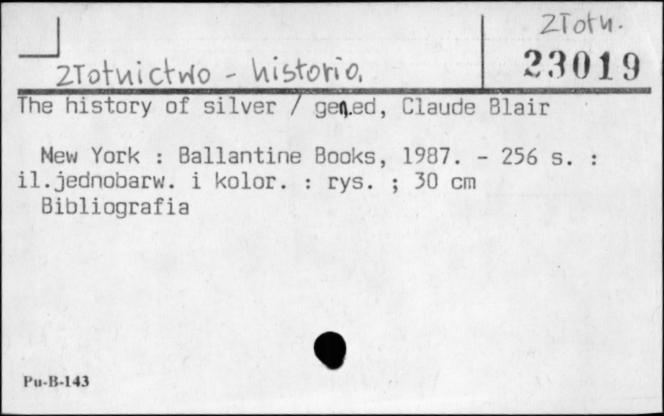 złotn.
23019
złotnictwo - historia.
The history of silver / gen.ed, Claude Blair
New York : Ballantine Books, 1987. - 256 s. :
il.jednobarw. i kolor. : rys. ; 30 cm
Bibliografia
Pu-B-143